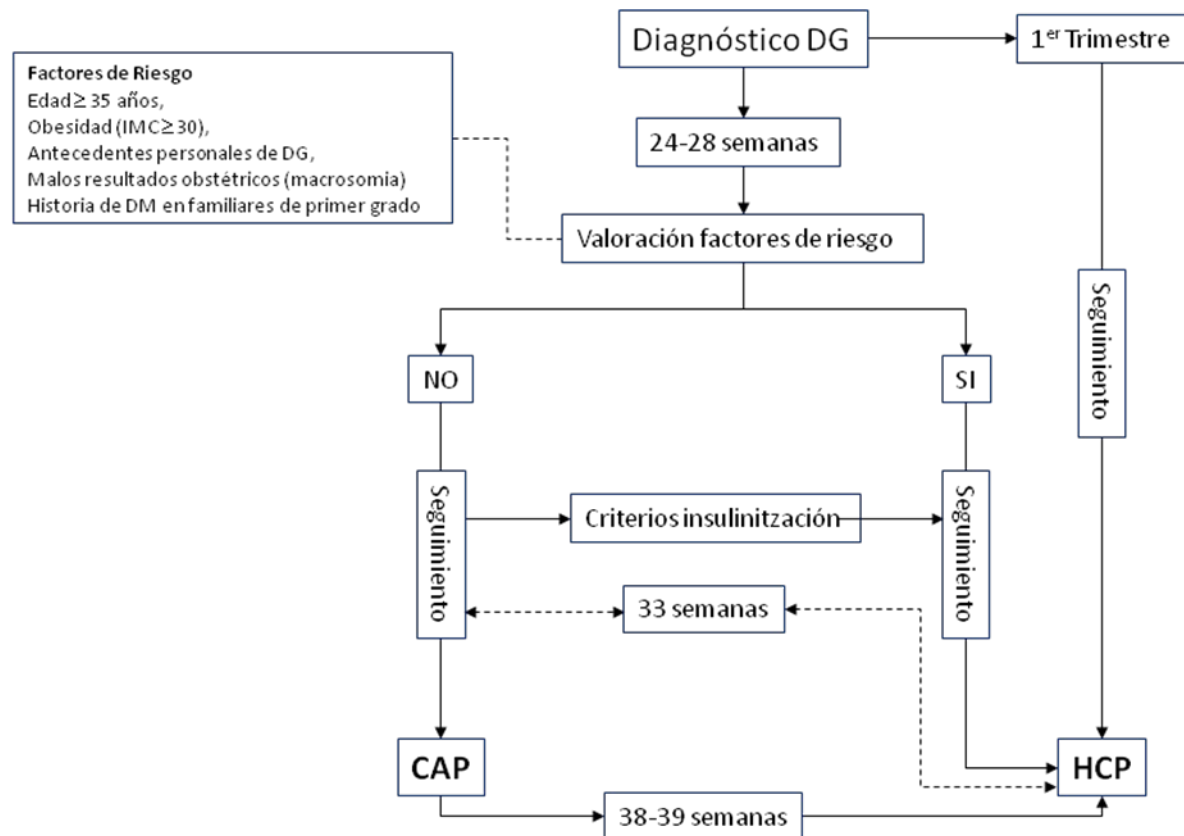 Diagnóstico DG
1er Trimestre
Factores de Riesgo
Edad ≥ 35 años,
Obesidad (IMC ≥ 30),
Antecedentes personales de DG,
Malos resultados obstétricos (macrosomia)
Historia de DM en familiares de primer grado
24-28 semanas
Valoración factores de riesgo
Seguimiento
NO
SI
Seguimiento
Criterios insulinitzación
Seguimiento
33 semanas
CAP
HCP
38-39 semanas